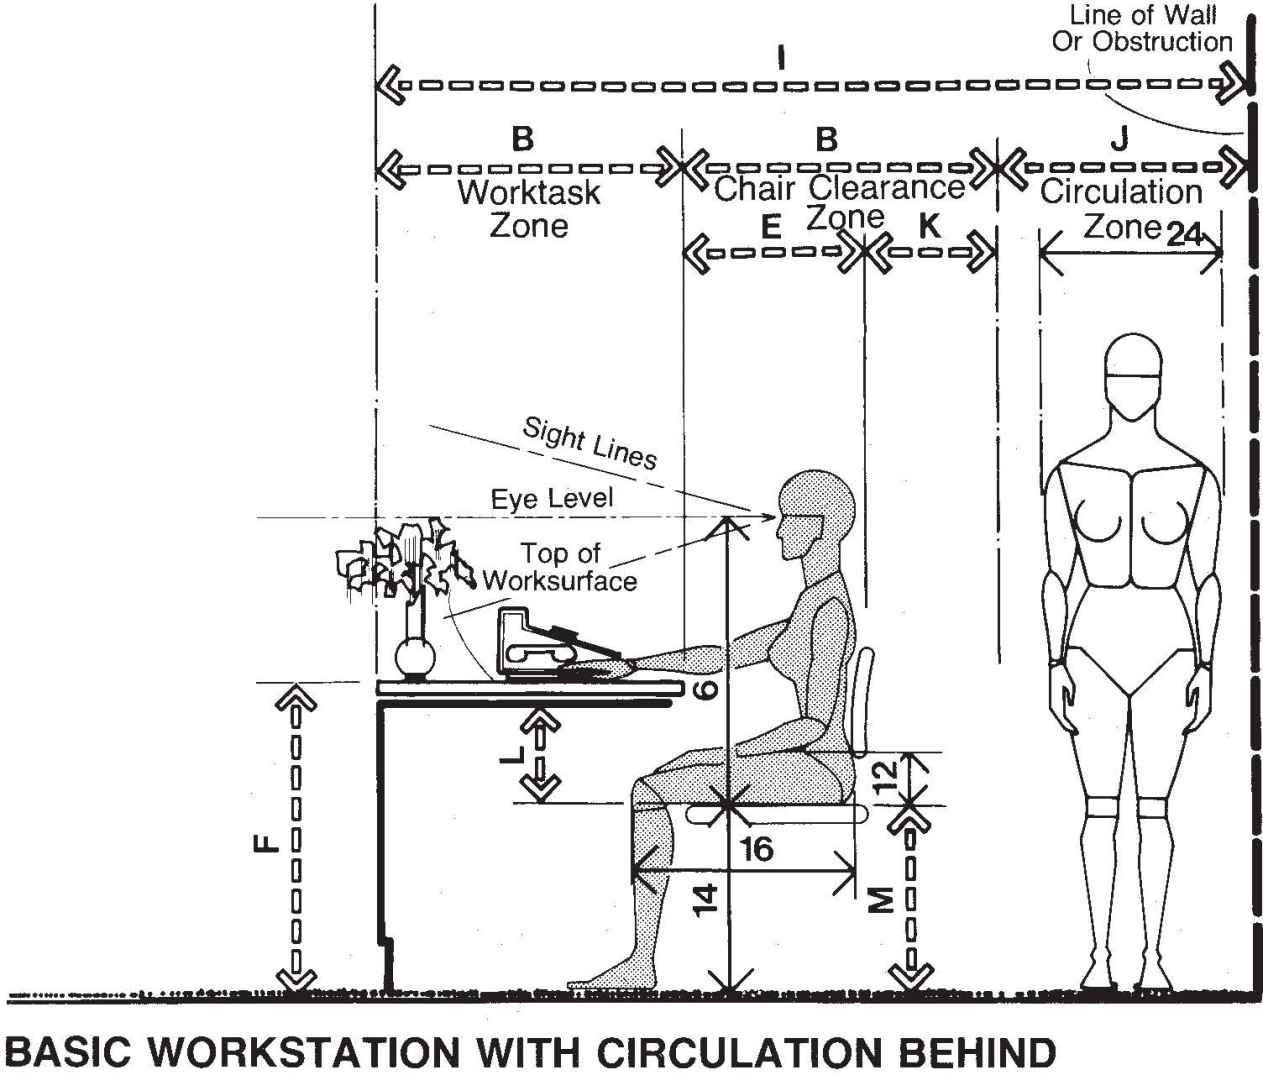 Line of Wall
Or Obstruction
I
B
B
J
Worktask
Zone
Chair Clearance
Zone
Circulation
Zone
E
K
24
Sight Lines
Eye Level
Top of
Worksurface
6
L
12
F
16
14
M
BASIC WORKSTATION WITH CIRCULATION BEHIND